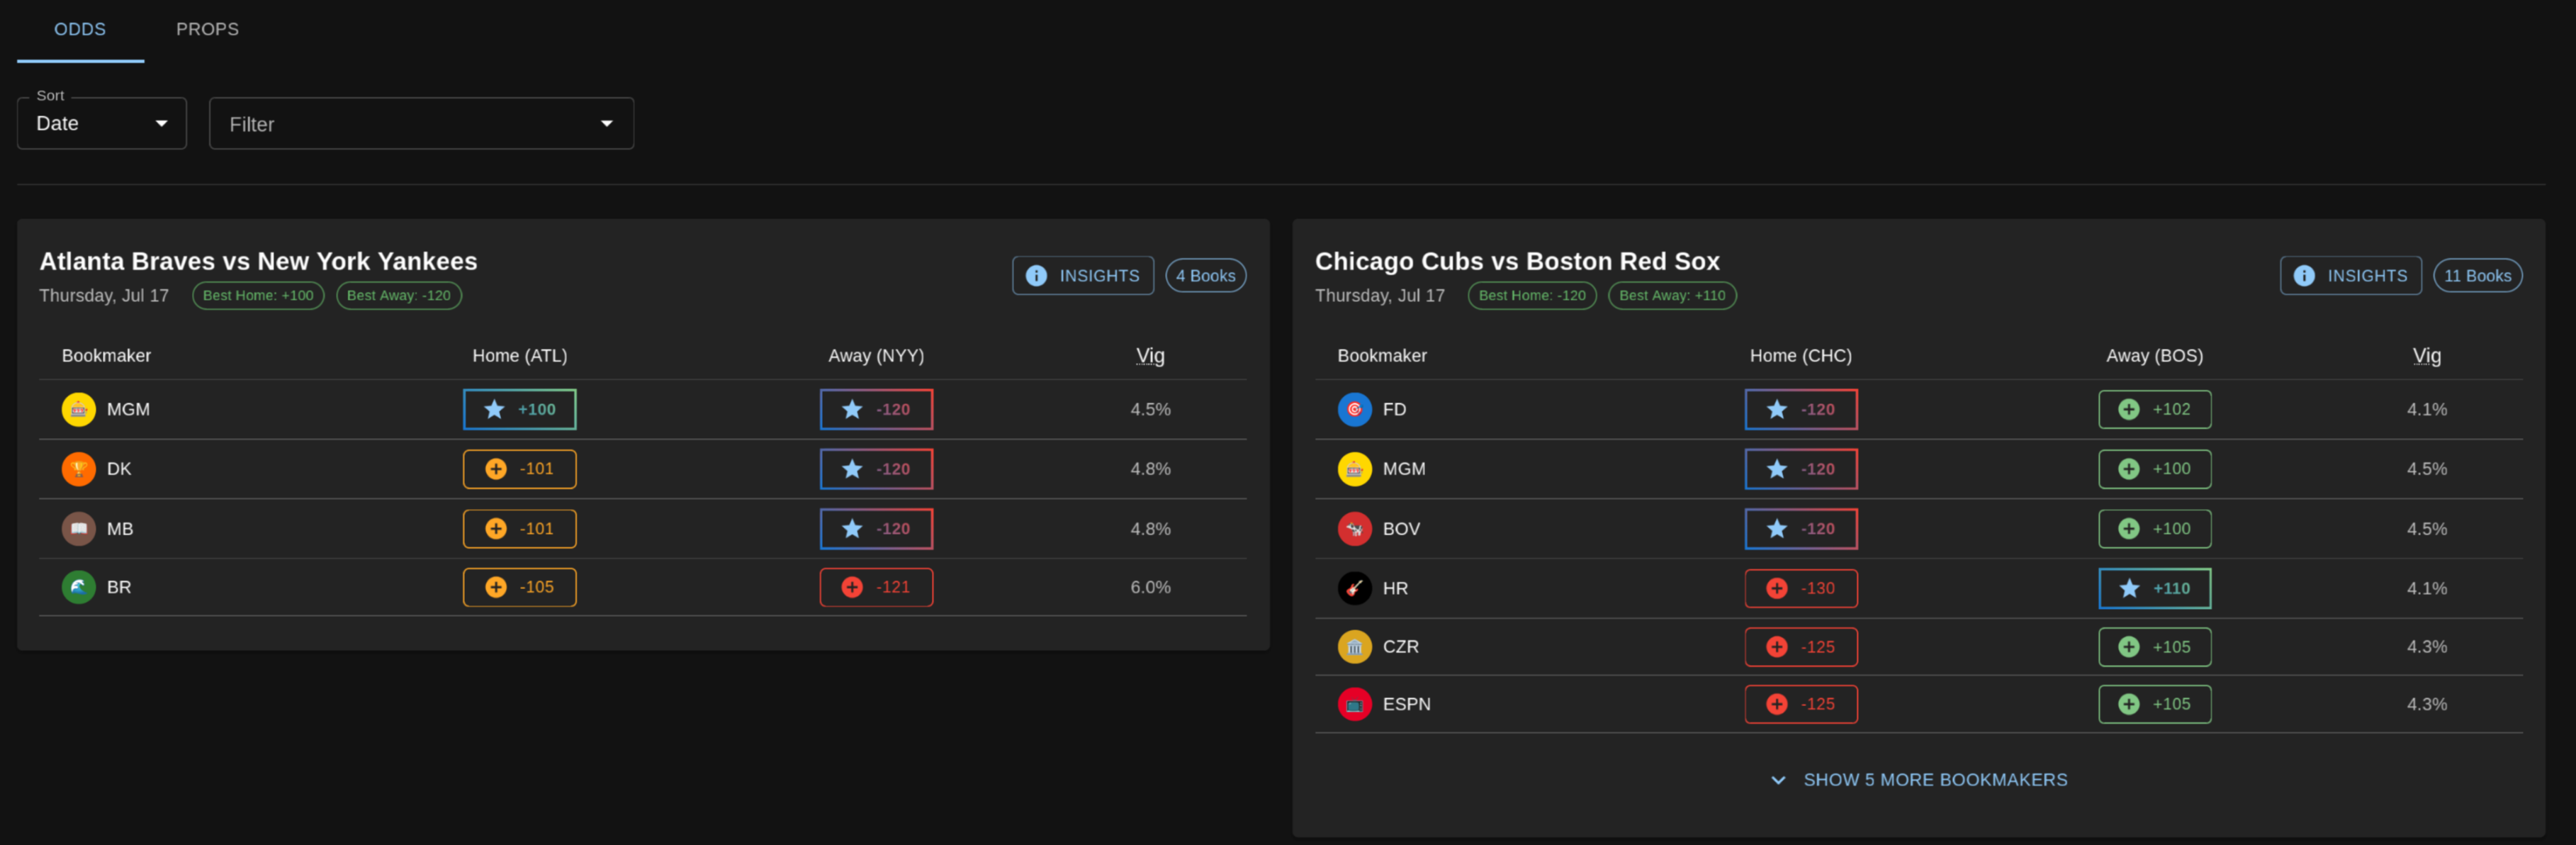 ODDS PROPS
Sort
Date Filter
Atlanta Braves vs New York Yankees
Thursday, Jul 17 Best Home: +100 Best Away: -120
INSIGHTS 4 Books
Bookmaker Home (ATL) Away (NYY) Vig
MGM +100 -120 4.5%
DK -101 -120 4.8%
MB -101 -120 4.8%
BR -105 -121 6.0%
Chicago Cubs vs Boston Red Sox
Thursday, Jul 17 Best Home: -120 Best Away: +110
INSIGHTS 11 Books
Bookmaker Home (CHC) Away (BOS) Vig
FD -120 +102 4.1%
MGM -120 +100 4.5%
BOV -120 +100 4.5%
HR -130 +110 4.1%
CZR -125 +105 4.3%
ESPN -125 +105 4.3%
SHOW 5 MORE BOOKMAKERS